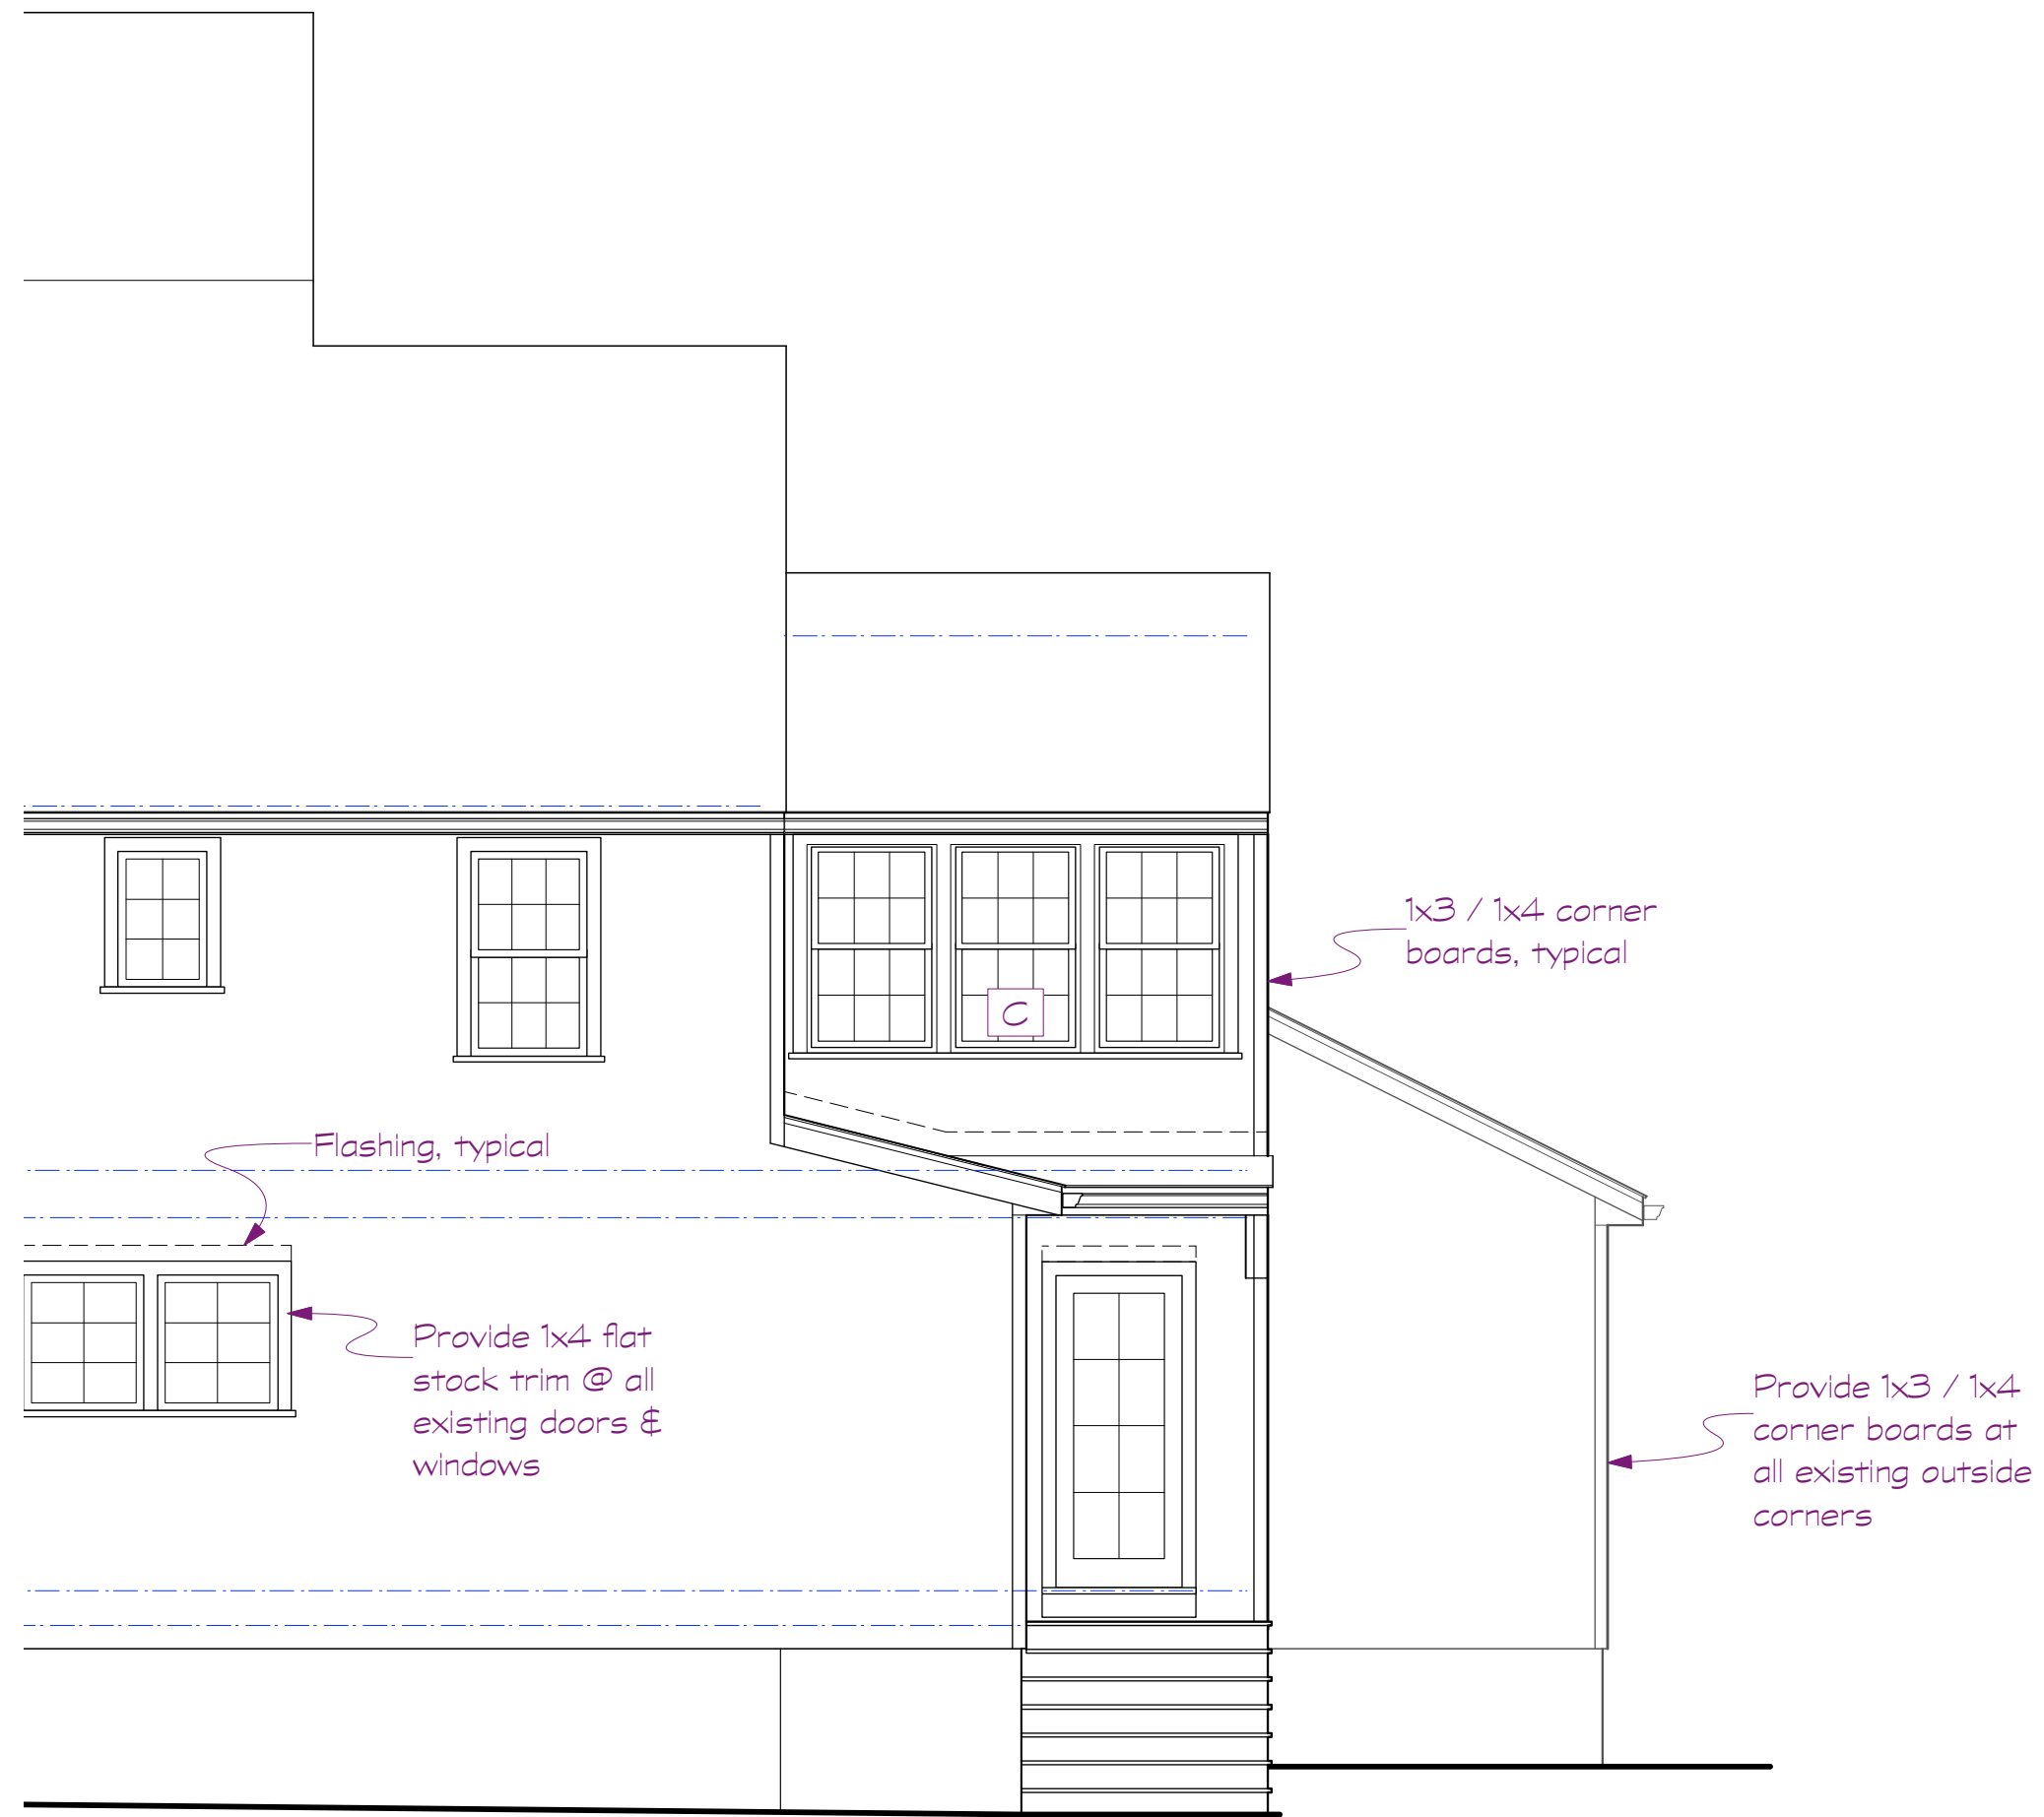 1x3 / 1x4 corner
boards, typical
C
Flashing, typical
Provide 1x4 flat
stock trim @ all
existing doors &
windows
Provide 1x3 / 1x4
corner boards at
all existing outside
corners